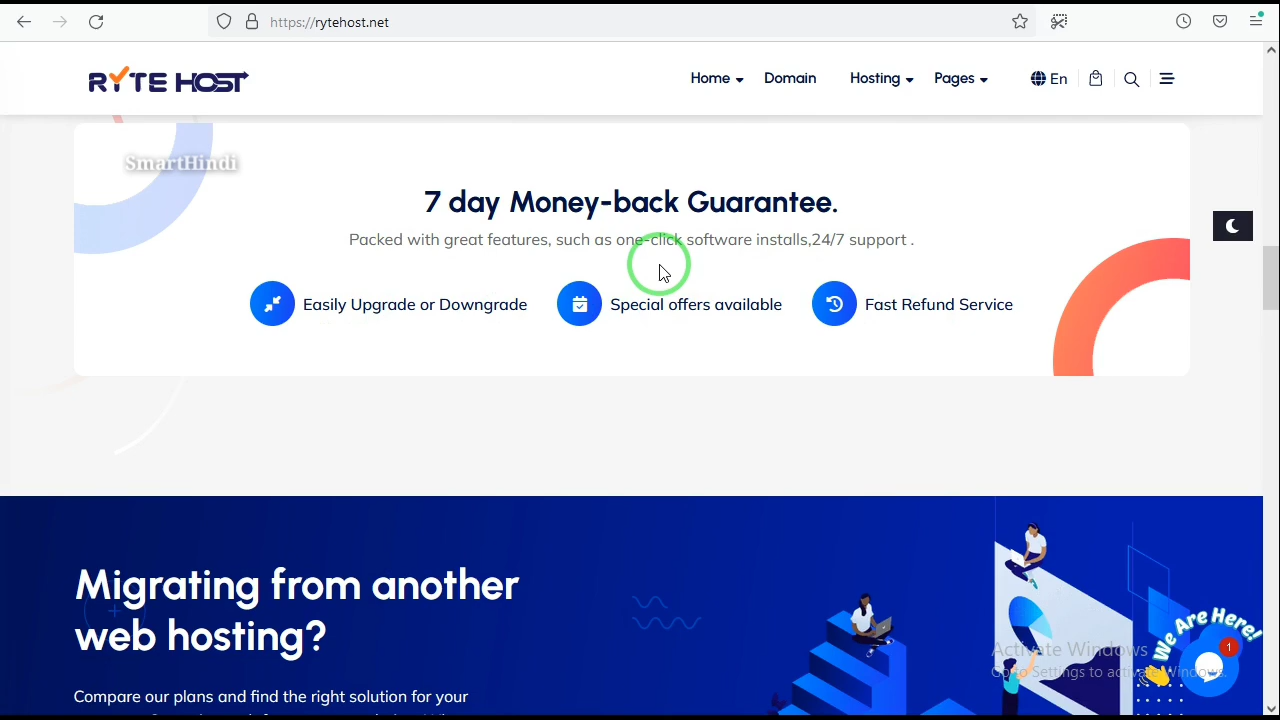 https://rytehost.net
RYTE HOST
Home
Domain
Hosting
Pages
En
SmartHindi
7 day Money-back Guarantee.
Packed with great features, such as one-click software installs,24/7 support .
Easily Upgrade or Downgrade
Special offers available
Fast Refund Service
Migrating from another
web hosting?
Compare our plans and find the right solution for your
We Are Here!
1
Activate Windows
Go to Settings to activate Windows.